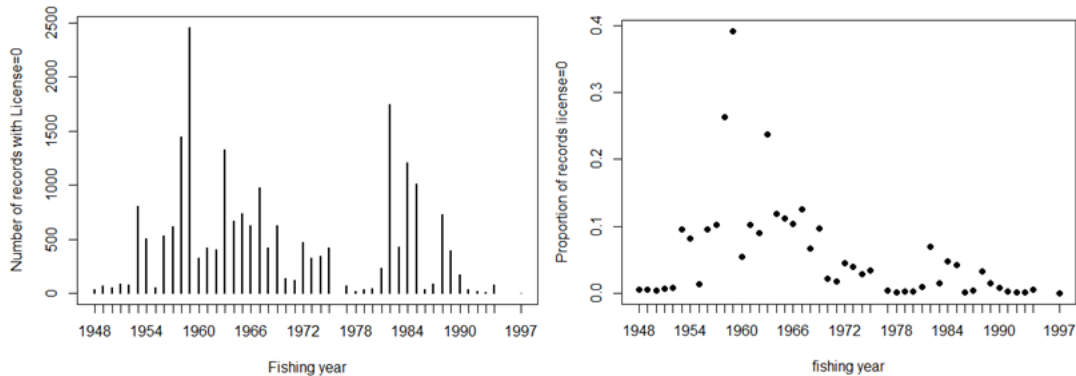 Number of records with License=0
2500
2000
1500
1000
500
0
1948 1954 1960 1966 1972 1978 1984 1990 1997
Fishing year
Proportion of records license=0
0.4
0.3
0.2
0.1
0.0
1948 1954 1960 1966 1972 1978 1984 1990 1997
fishing year